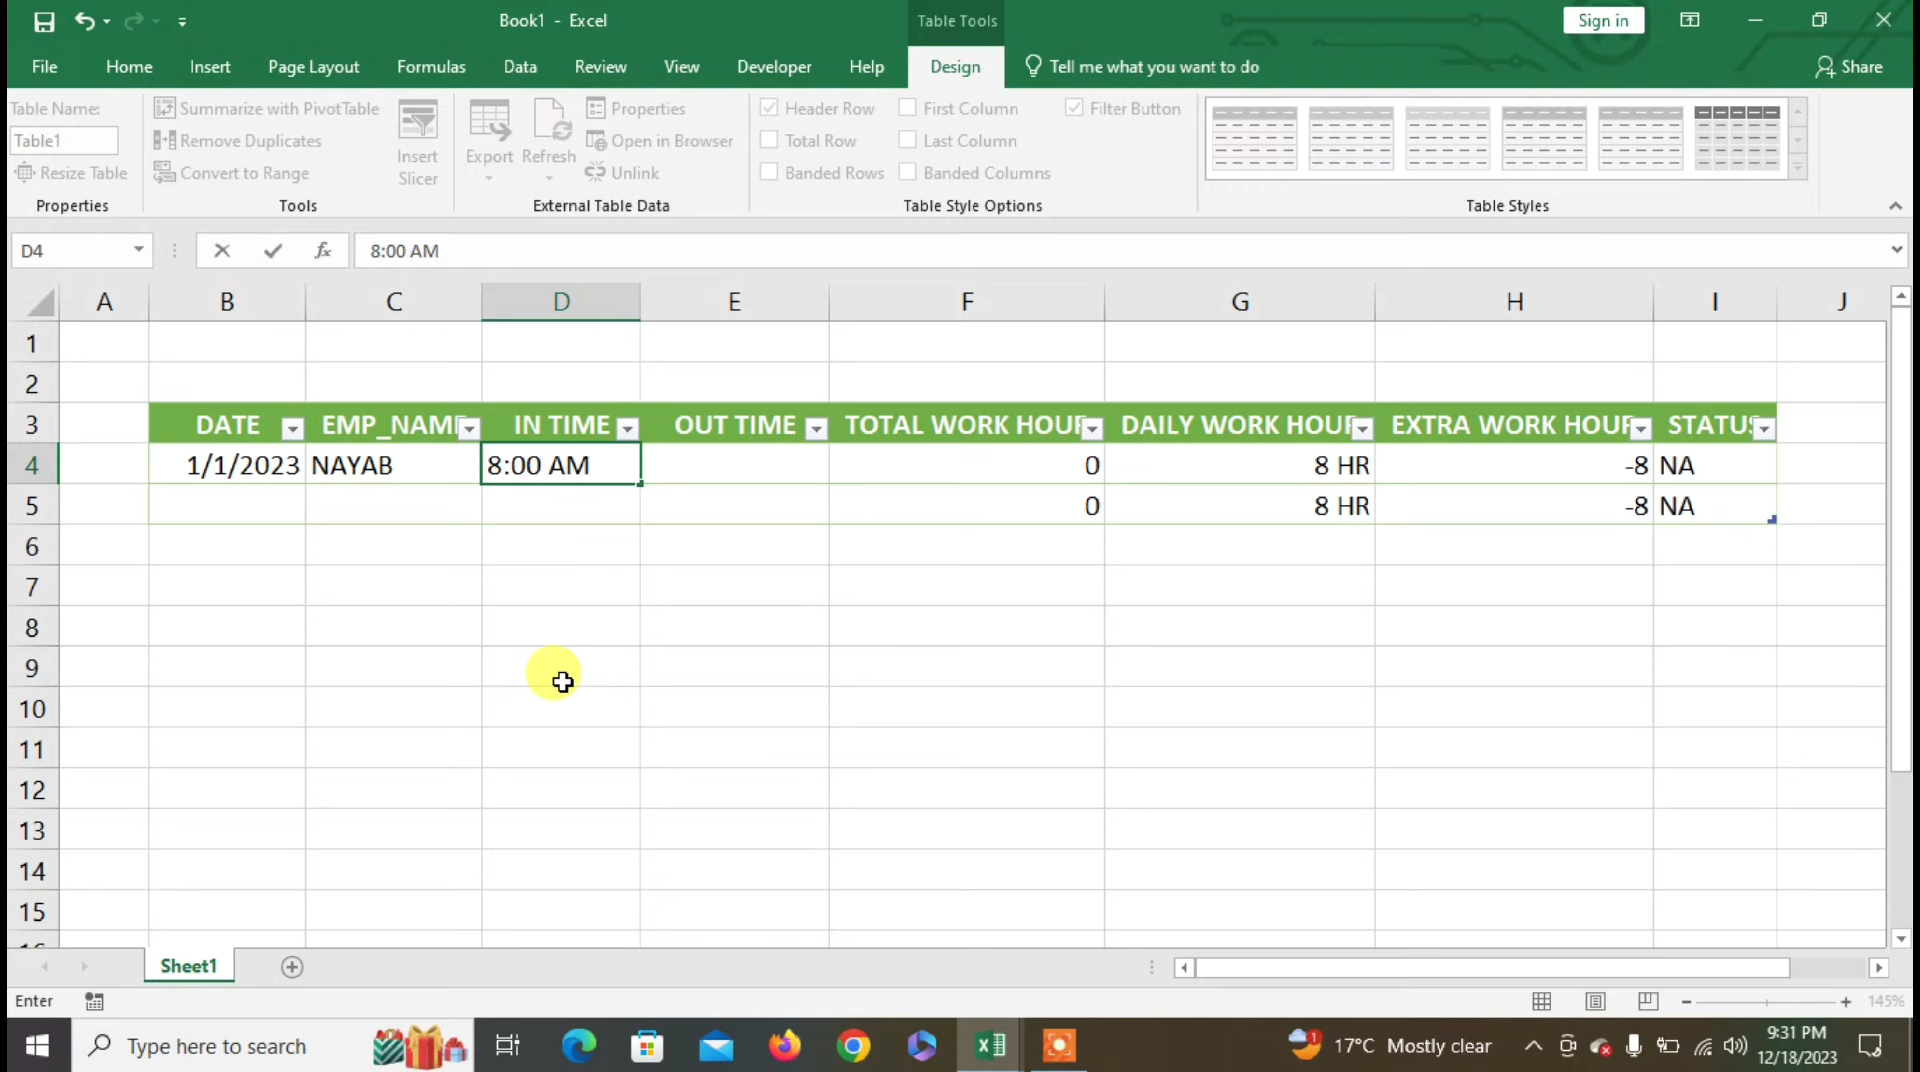 Book1 - Excel
Table Tools
Sign in
File Home Insert Page Layout Formulas Data Review View Developer Help Design Tell me what you want to do Share
Table Name:
Table1
Resize Table
Properties
Summarize with PivotTable
Remove Duplicates
Convert to Range
Insert
Slicer
Tools
Export
Refresh
Properties
Open in Browser
Unlink
External Table Data
Header Row First Column Filter Button
Total Row Last Column
Banded Rows Banded Columns
Table Style Options
Table Styles
D4 fx 8:00 AM
A B C D E F G H I J
1
2
3 DATE EMP_NAME IN TIME OUT TIME TOTAL WORK HOUR DAILY WORK HOUR EXTRA WORK HOUR STATUS
4 1/1/2023 NAYAB 8:00 AM 0 8 HR -8 NA
5 0 8 HR -8 NA
6
7
8
9
10
11
12
13
14
15
Sheet1
Enter
145%
Type here to search
1
17°C Mostly clear
9:31 PM
12/18/2023